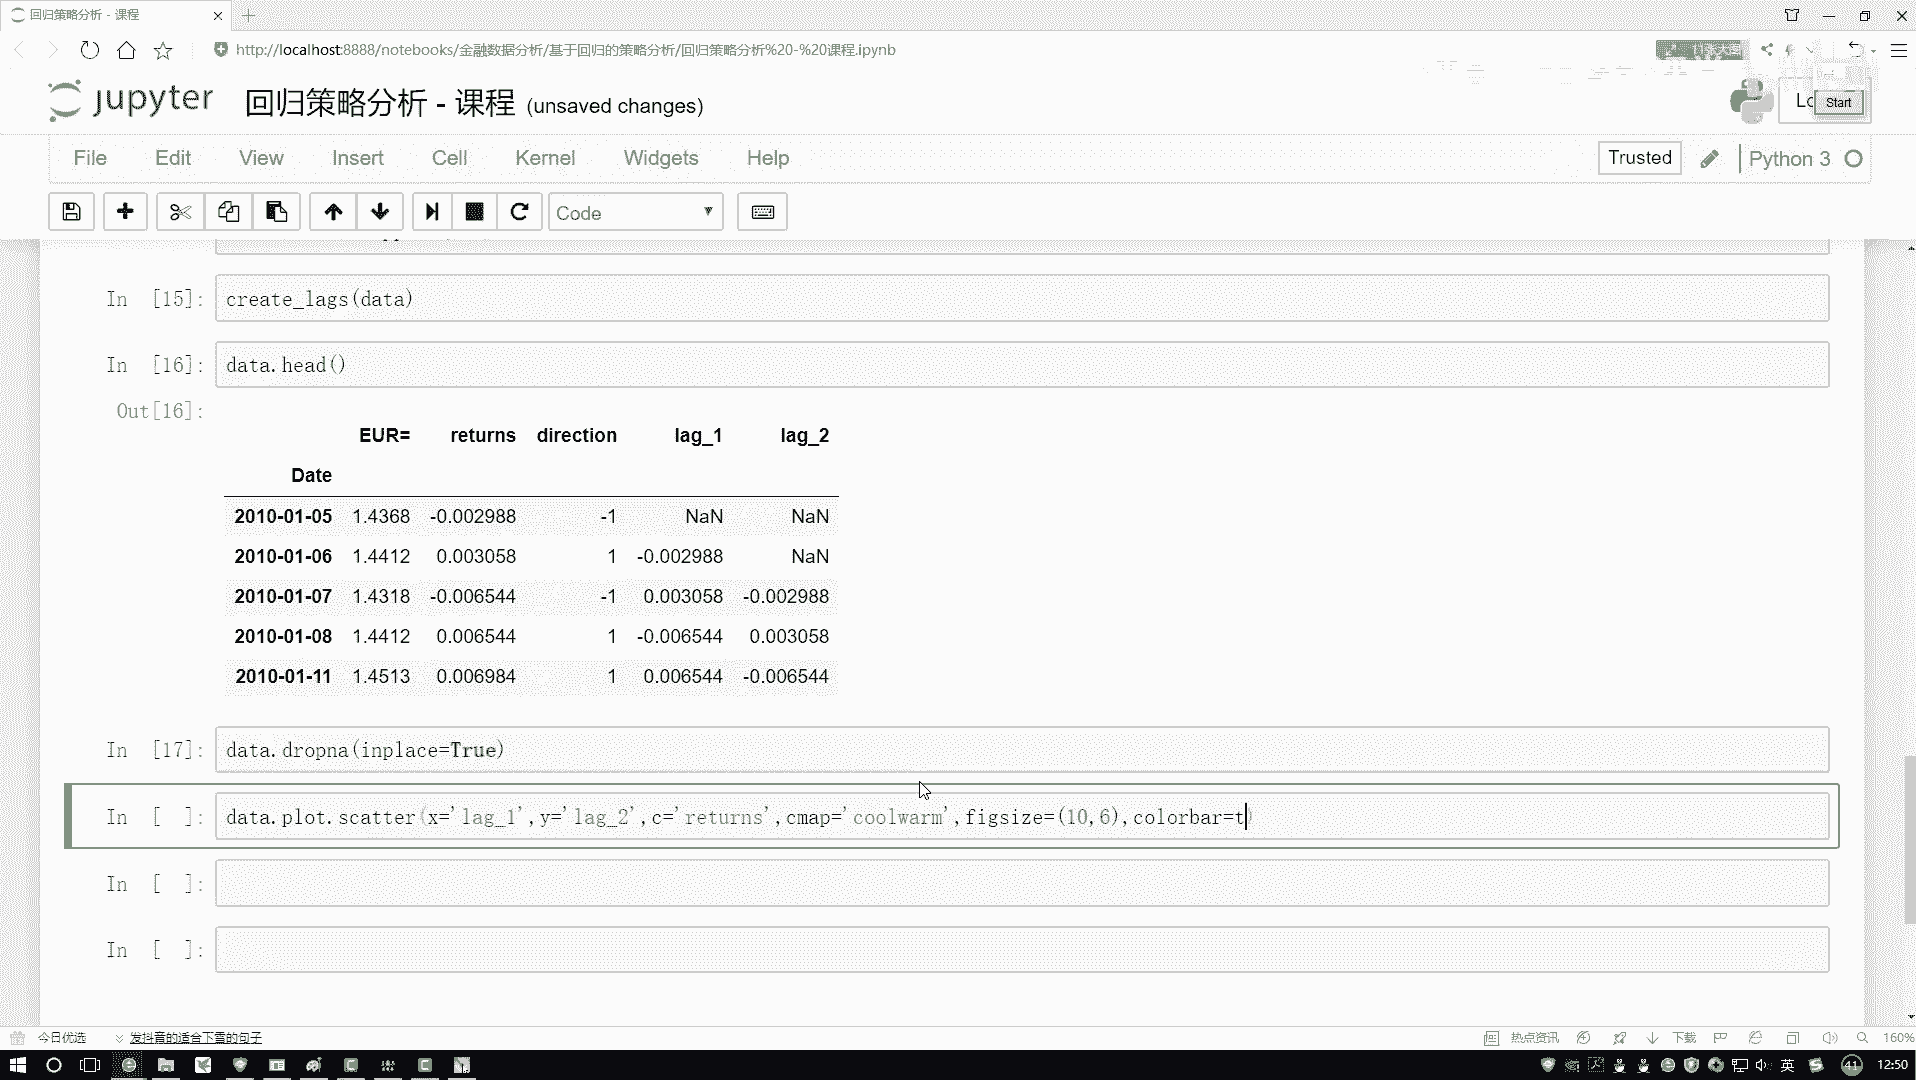 回归策略分析 - 课程
http://localhost:8888/notebooks/金融数据分析/基于回归的策略分析/回归策略分析%20-%20课程.ipynb
jupyter 回归策略分析 - 课程 (unsaved changes)
Start
File Edit View Insert Cell Kernel Widgets Help
Trusted Python 3
Code
In [15]: create_lags(data)
In [16]: data.head()
Out[16]:
EUR= returns direction lag_1 lag_2
Date
2010-01-05 1.4368 -0.002988 -1 NaN NaN
2010-01-06 1.4412 0.003058 1 -0.002988 NaN
2010-01-07 1.4318 -0.006544 -1 0.003058 -0.002988
2010-01-08 1.4412 0.006544 1 -0.006544 0.003058
2010-01-11 1.4513 0.006984 1 0.006544 -0.006544
In [17]: data.dropna(inplace=True)
In [ ]: data.plot.scatter(x='lag_1',y='lag_2',c='returns',cmap='coolwarm',figsize=(10,6),colorbar=t)
In [ ]:
In [ ]:
今日优选 发抖音的适合下雪的句子 热点资讯 下载 160%
英 41 12:50